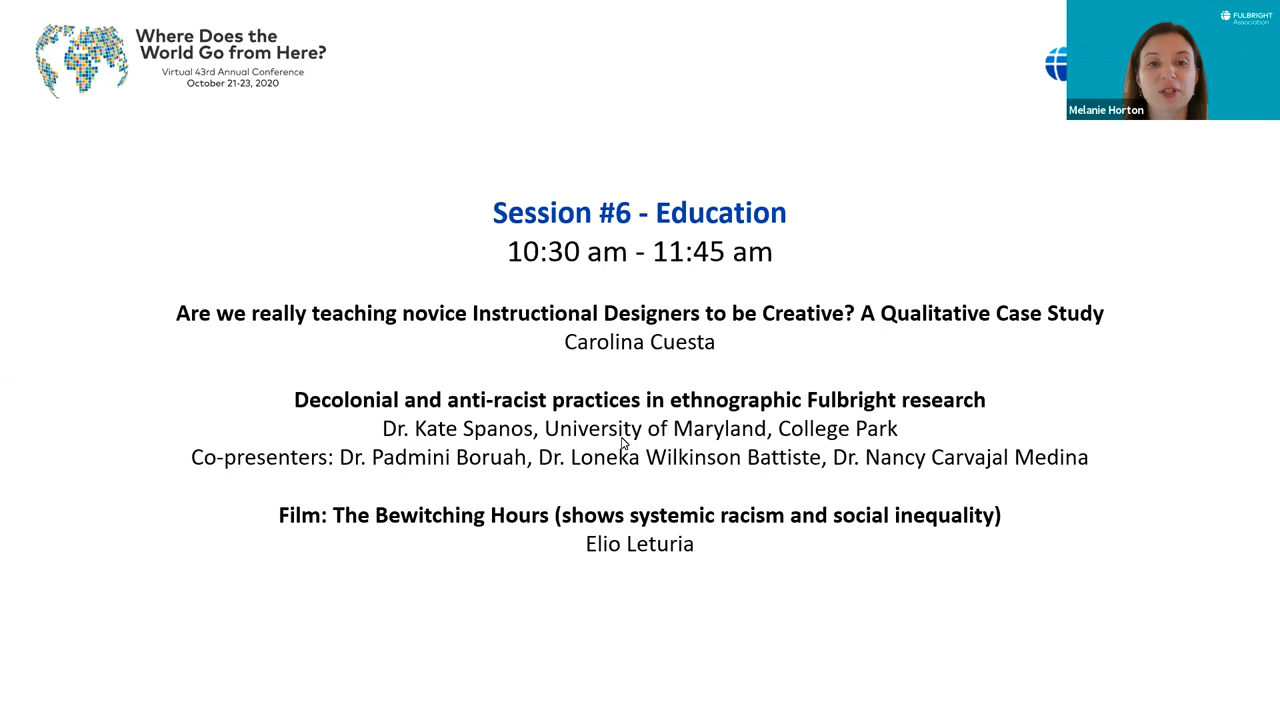 Where Does the
World Go from Here?
Virtual 43rd Annual Conference
October 21-23, 2020
FULBRIGHT
Association
Melanie Horton
Session #6 - Education
10:30 am - 11:45 am
Are we really teaching novice Instructional Designers to be Creative? A Qualitative Case Study
Carolina Cuesta
Decolonial and anti-racist practices in ethnographic Fulbright research
Dr. Kate Spanos, University of Maryland, College Park
Co-presenters: Dr. Padmini Boruah, Dr. Loneka Wilkinson Battiste, Dr. Nancy Carvajal Medina
Film: The Bewitching Hours (shows systemic racism and social inequality)
Elio Leturia